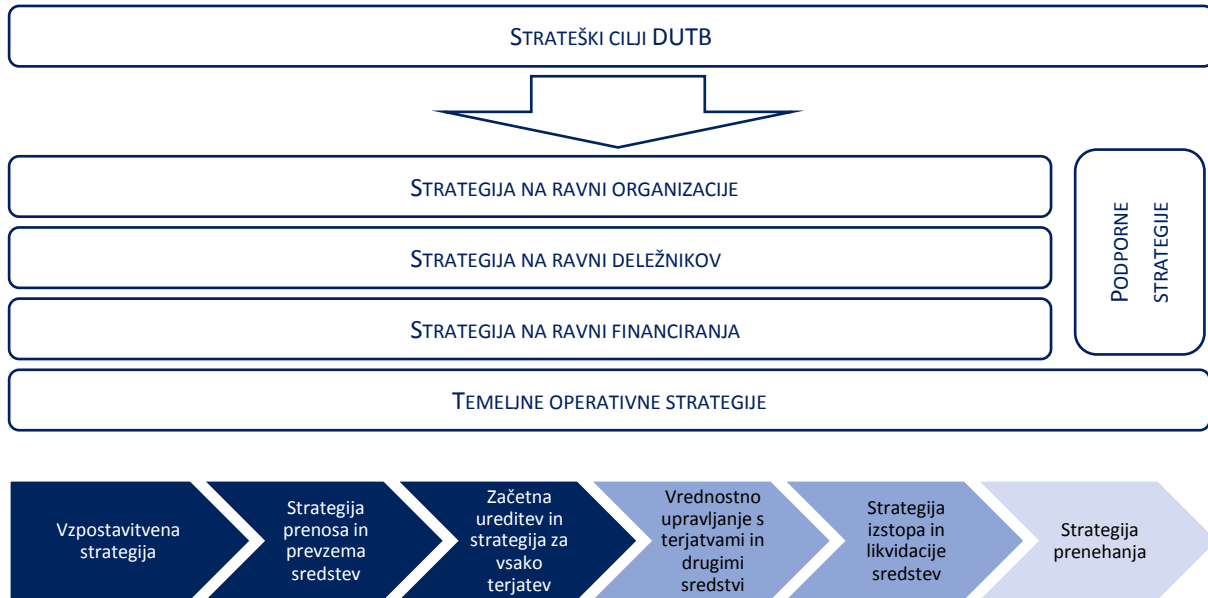 STRATEŠKI CILJI DUTB
STRATEGIJA NA RAVNI ORGANIZACIJE
STRATEGIJA NA RAVNI DELEŽNIKOV
STRATEGIJA NA RAVNI FINANCIRANJA
PODPORNE
STRATEGIJE
TEMELJNE OPERATIVNE STRATEGIJE
Vzpostavitvena
strategija
Strategija
prenosa in
prevzema
sredstev
Začetna
ureditev in
strategija za
vsako
terjatev
Vrednostno
upravljanje s
terjatvami in
drugimi
sredstvi
Strategija
izstopa in
likvidacije
sredstev
Strategija
prenehanja